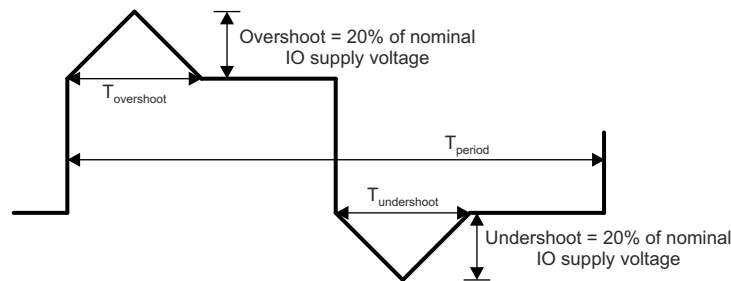 Overshoot = 20% of nominal
IO supply voltage
Tovershoot
Tperiod
Tundershoot
Undershoot = 20% of nominal
IO supply voltage